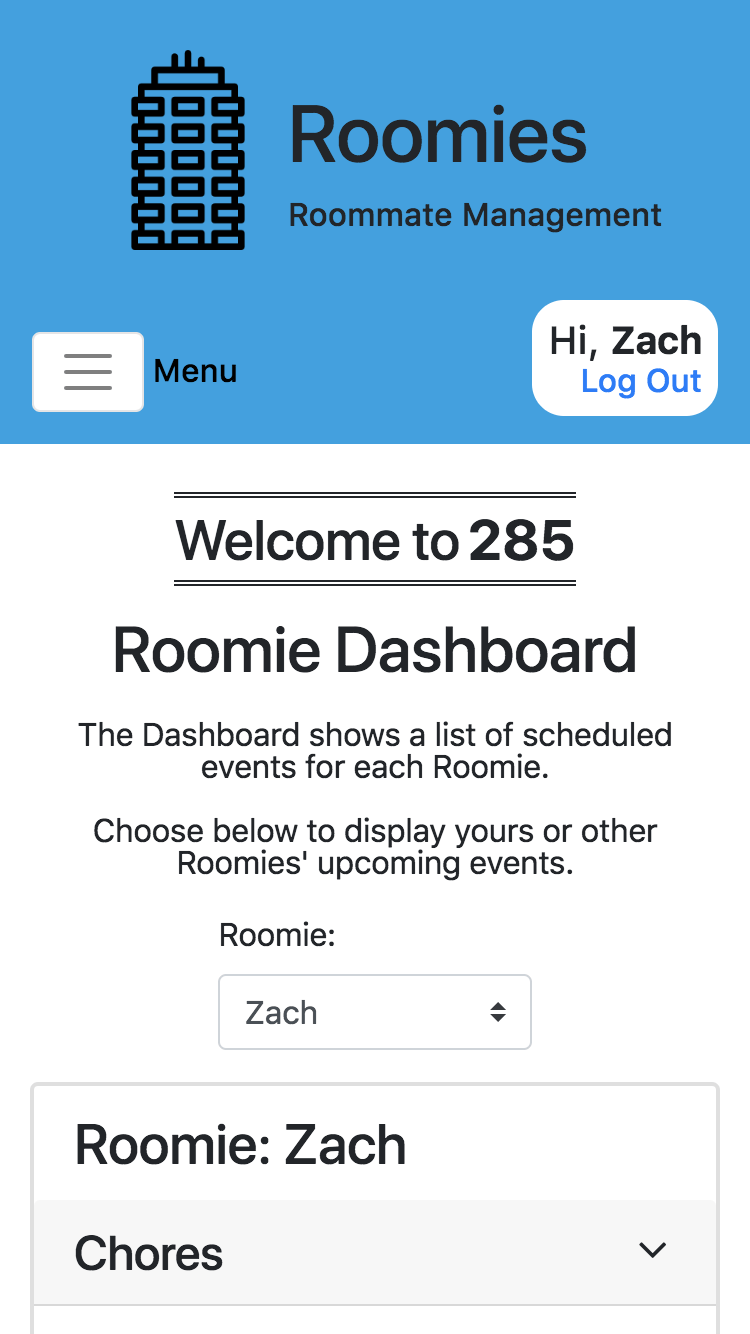 Roomies
Roommate Management
Menu
Hi, Zach
Log Out
Welcome to 285
Roomie Dashboard
The Dashboard shows a list of scheduled
events for each Roomie.
Choose below to display yours or other
Roomies' upcoming events.
Roomie:
Zach
Roomie: Zach
Chores